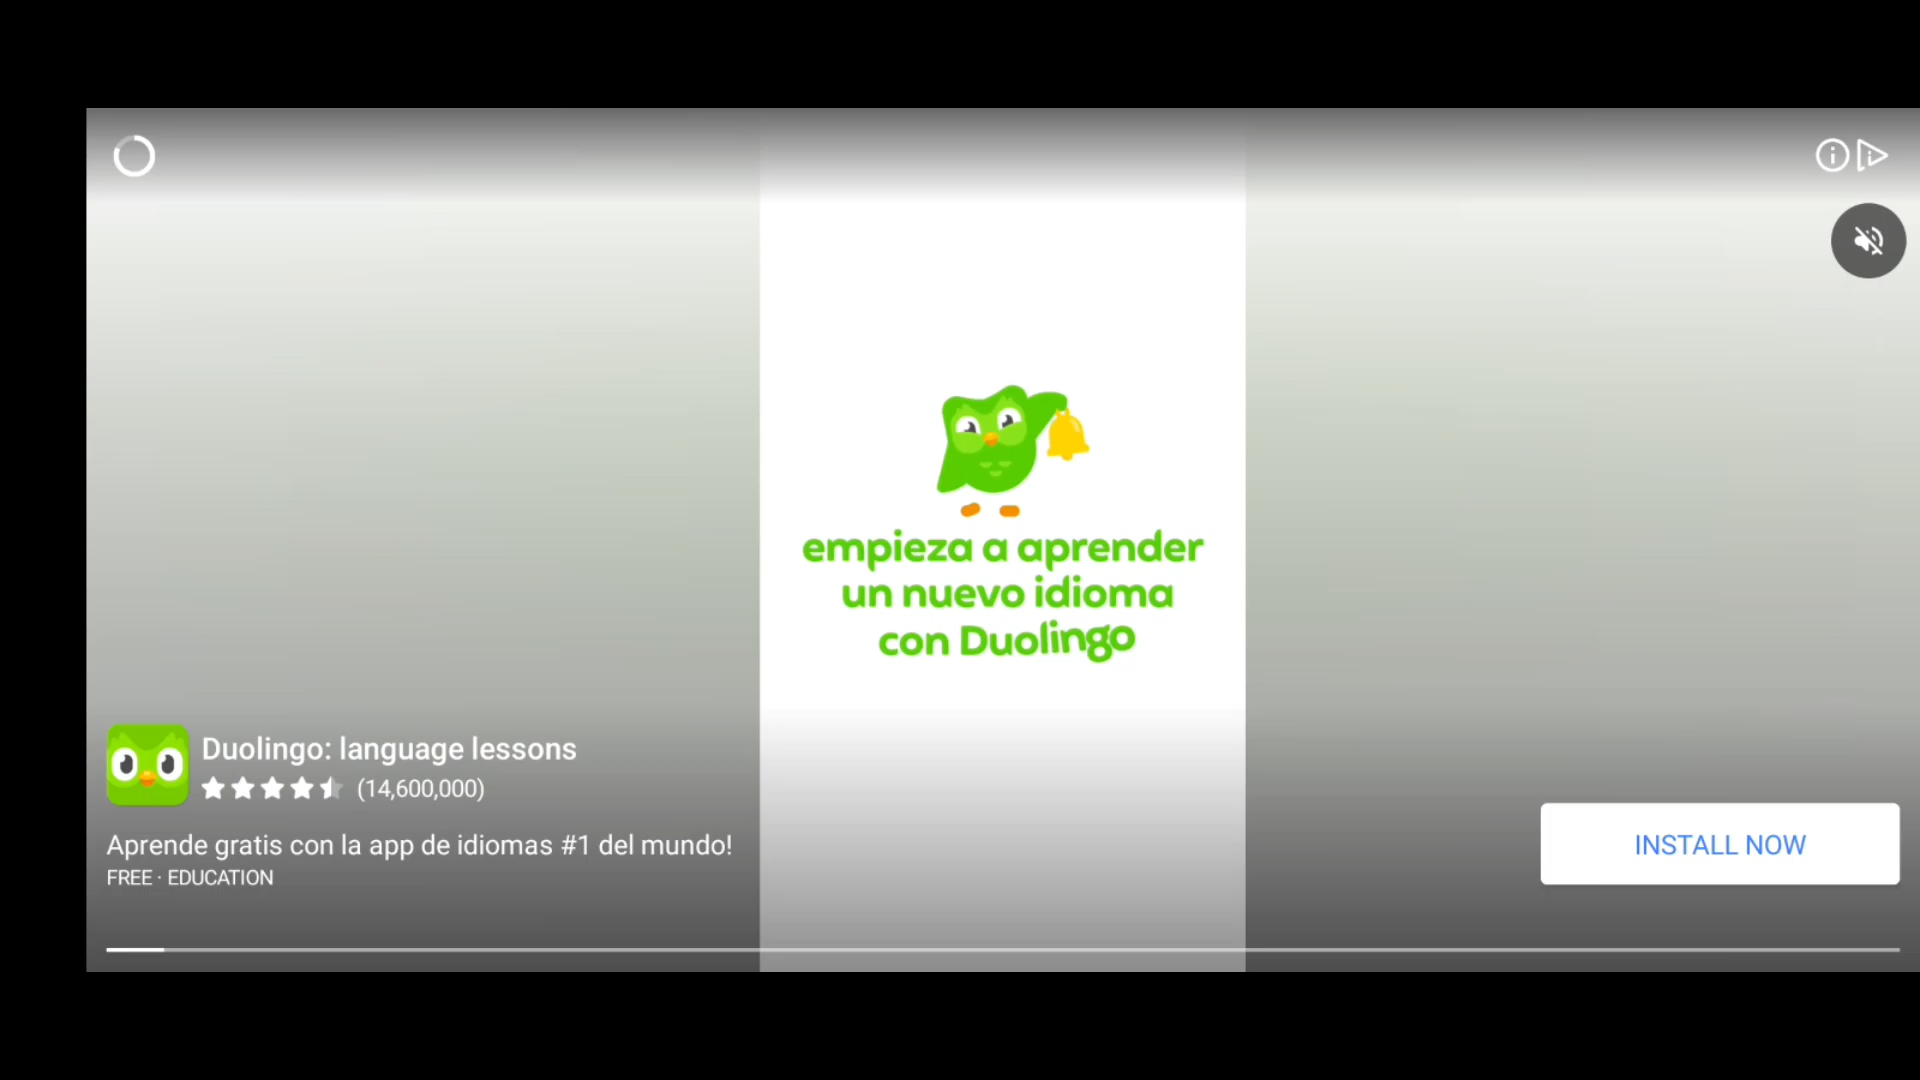 empieza a aprender
un nuevo idioma
con Duolingo
Duolingo: language lessons
(14,600,000)
Aprende gratis con la app de idiomas #1 del mundo!
FREE · EDUCATION
INSTALL NOW